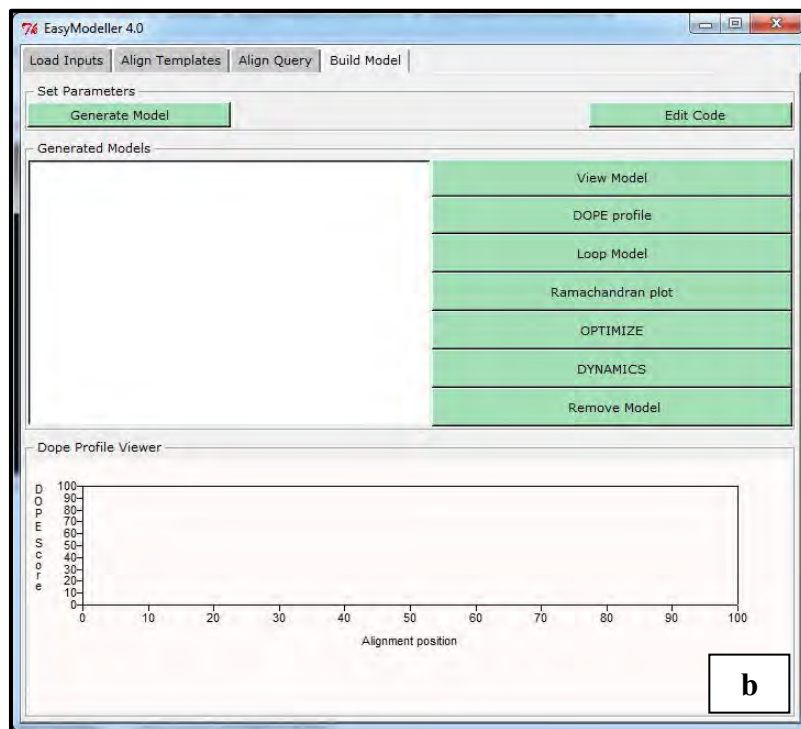 7% EasyModeller 4.0
Load Inputs Align Templates Align Query Build Model
Set Parameters
Generate Model Edit Code
Generated Models
View Model
DOPE profile
Loop Model
Ramachandran plot
OPTIMIZE
DYNAMICS
Remove Model
Dope Profile Viewer
DOPE Score
100
90
80
70
60
50
40
30
20
10
0
0 10 20 30 40 50 60 70 80 90 100
Alignment position
b